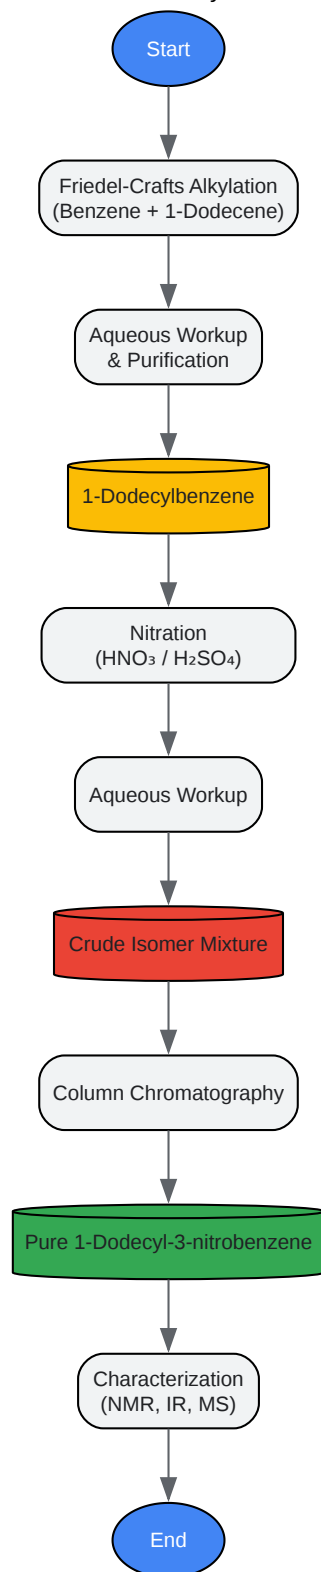 Start
Friedel-Crafts Alkylation
(Benzene + 1-Dodecene)
Aqueous Workup
& Purification
1-Dodecylbenzene
Nitration
(HNO₃ / H₂SO₄)
Aqueous Workup
Crude Isomer Mixture
Column Chromatography
Pure 1-Dodecyl-3-nitrobenzene
Characterization
(NMR, IR, MS)
End